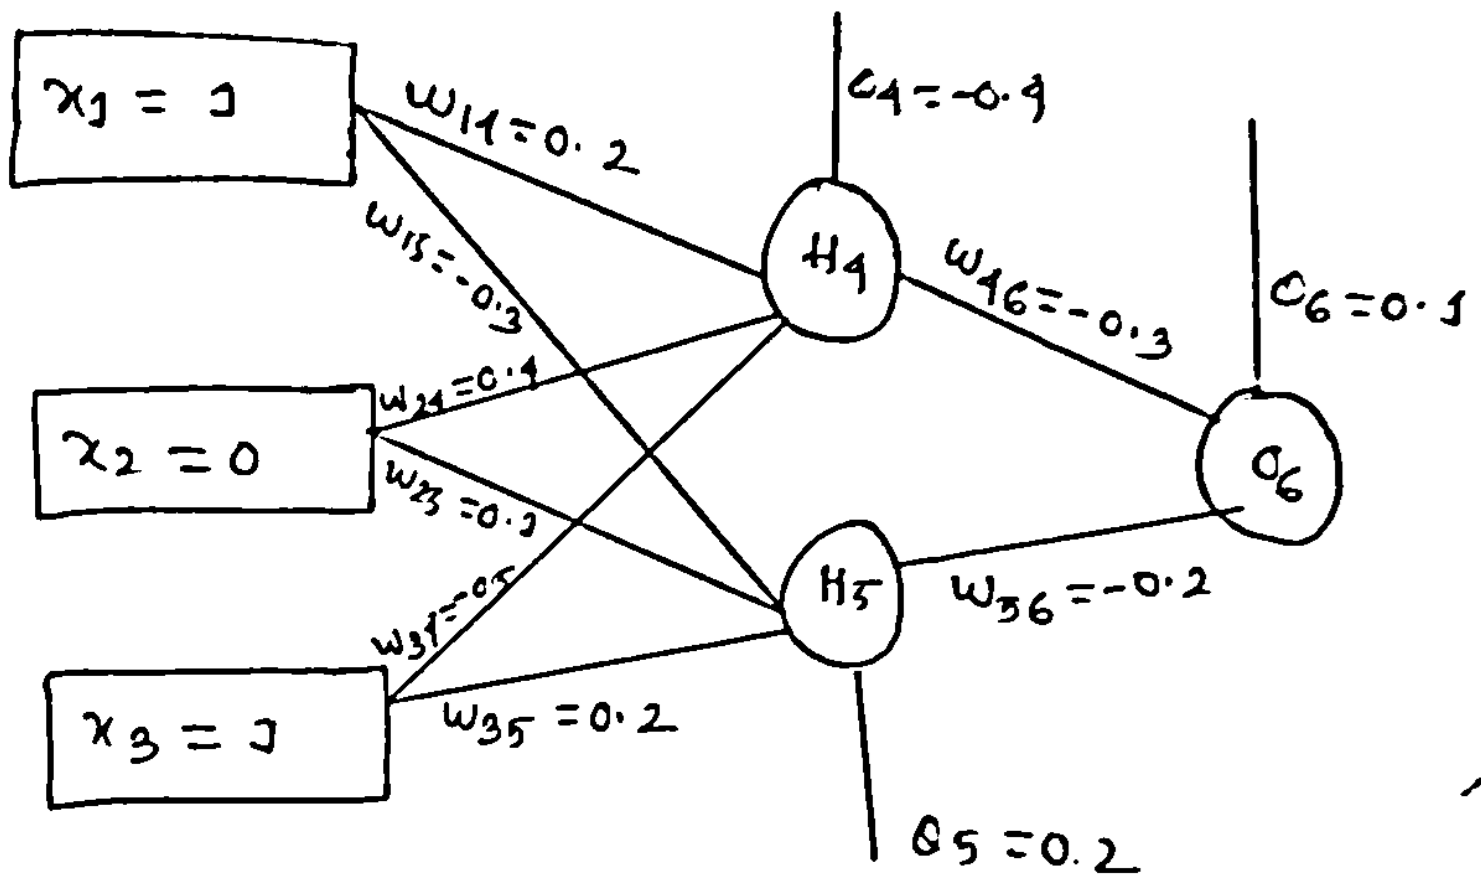 x1 = 1
w14 = 0.2
θ4 = -0.4
w15 = -0.3
H4
w46 = -0.3
θ6 = 0.1
w24 = 0.4
x2 = 0
w25 = 0.1
O6
H5
w34 = -0.5
w56 = -0.2
x3 = 1
w35 = 0.2
θ5 = 0.2